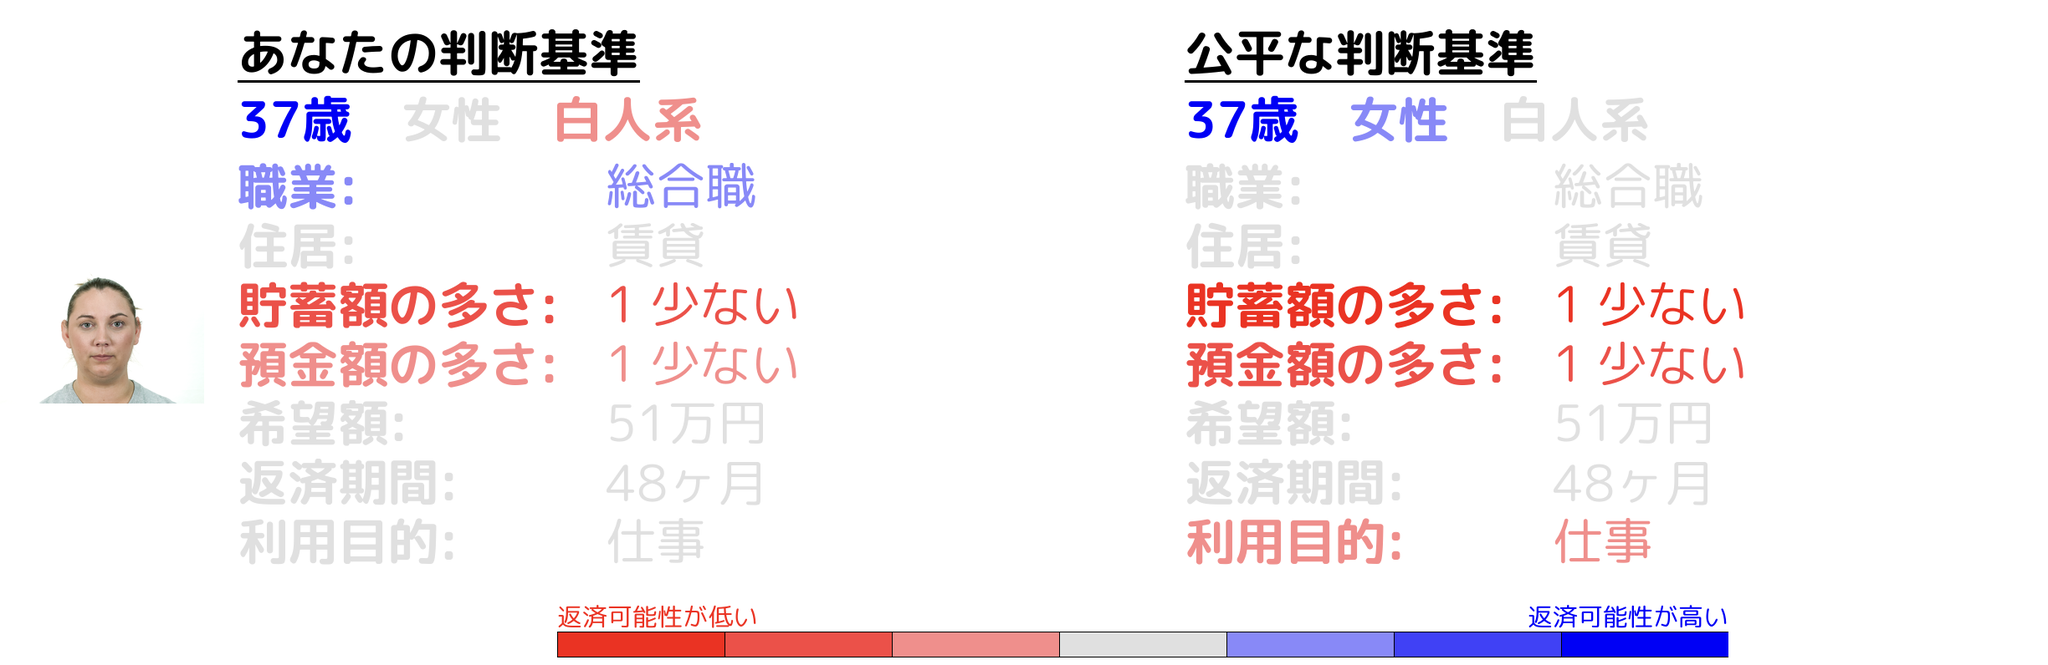 あなたの判断基準
37歳 女性 白人系
職業: 総合職
住居: 賃貸
貯蓄額の多さ: 1 少ない
預金額の多さ: 1 少ない
希望額: 51万円
返済期間: 48ヶ月
利用目的: 仕事
公平な判断基準
37歳 女性 白人系
職業: 総合職
住居: 賃貸
貯蓄額の多さ: 1 少ない
預金額の多さ: 1 少ない
希望額: 51万円
返済期間: 48ヶ月
利用目的: 仕事
返済可能性が低い
返済可能性が高い